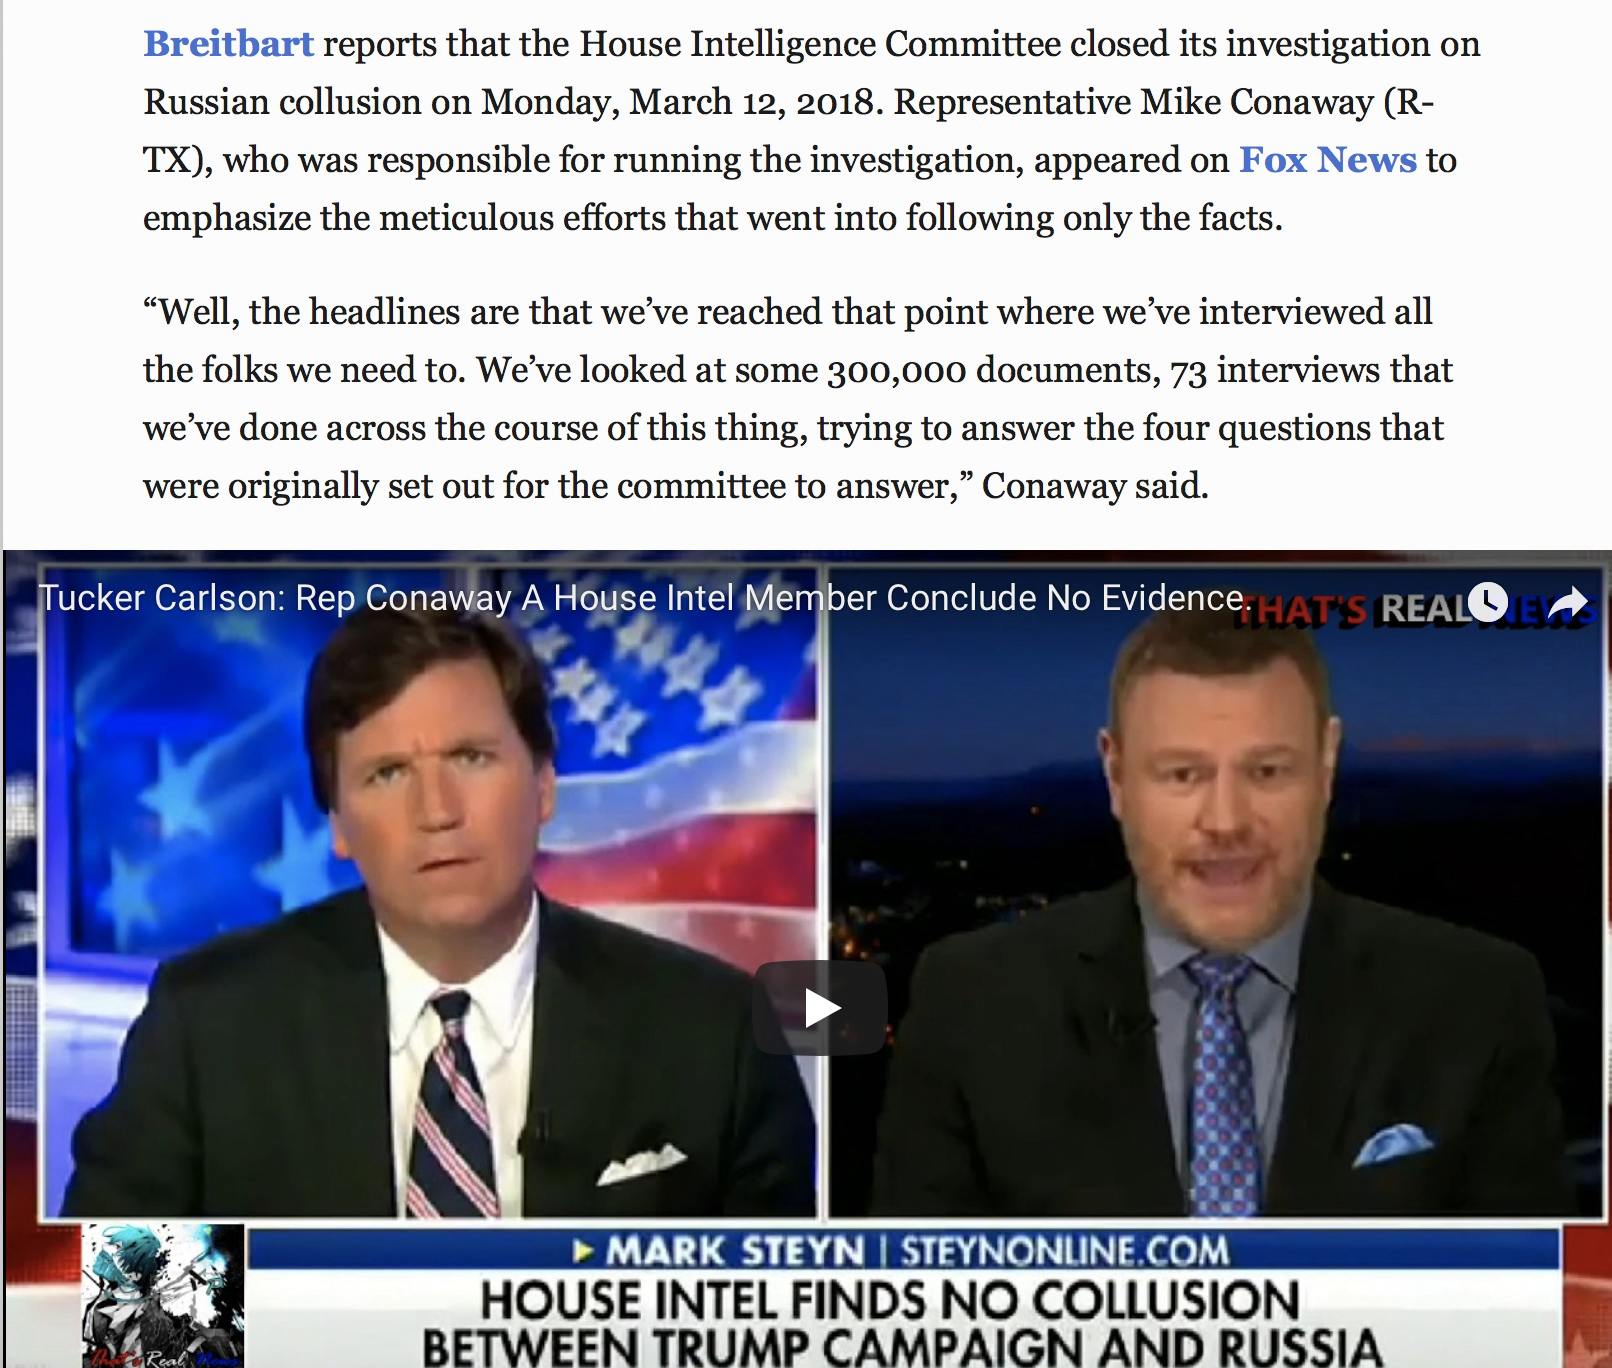 Breitbart reports that the House Intelligence Committee closed its investigation on
Russian collusion on Monday, March 12, 2018. Representative Mike Conaway (R-
TX), who was responsible for running the investigation, appeared on Fox News to
emphasize the meticulous efforts that went into following only the facts.
“Well, the headlines are that we’ve reached that point where we’ve interviewed all
the folks we need to. We’ve looked at some 300,000 documents, 73 interviews that
we’ve done across the course of this thing, trying to answer the four questions that
were originally set out for the committee to answer,” Conaway said.
Tucker Carlson: Rep Conaway A House Intel Member Conclude No Evidence.
THAT'S REAL NEWS
MARK STEYN | STEYNONLINE.COM
HOUSE INTEL FINDS NO COLLUSION
BETWEEN TRUMP CAMPAIGN AND RUSSIA
That's Real News